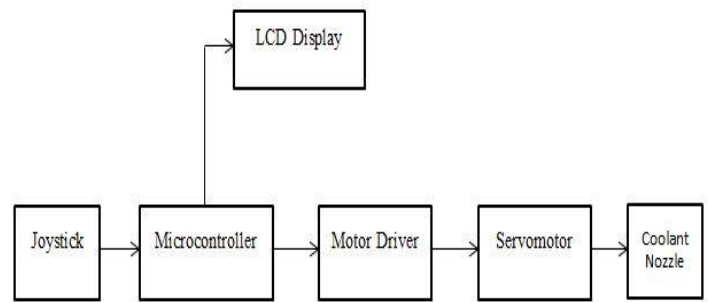 LCD Display
Joystick
Microcontroller
Motor Driver
Servomotor
Coolant
Nozzle